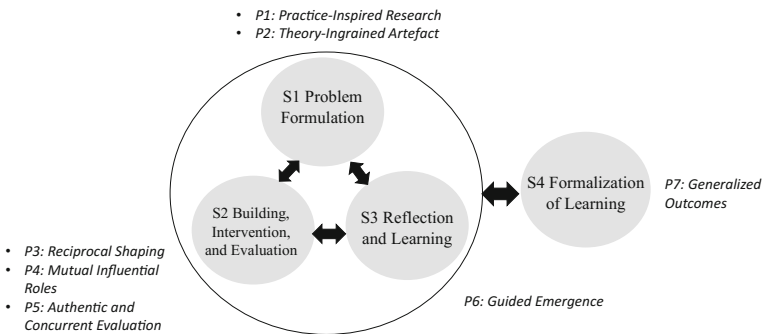 • P1: Practice-Inspired Research
• P2: Theory-Ingrained Artefact
S1 Problem
Formulation
S2 Building,
Intervention,
and Evaluation
S3 Reflection
and Learning
S4 Formalization
of Learning
P7: Generalized
Outcomes
• P3: Reciprocal Shaping
• P4: Mutual Influential
Roles
• P5: Authentic and
Concurrent Evaluation
P6: Guided Emergence